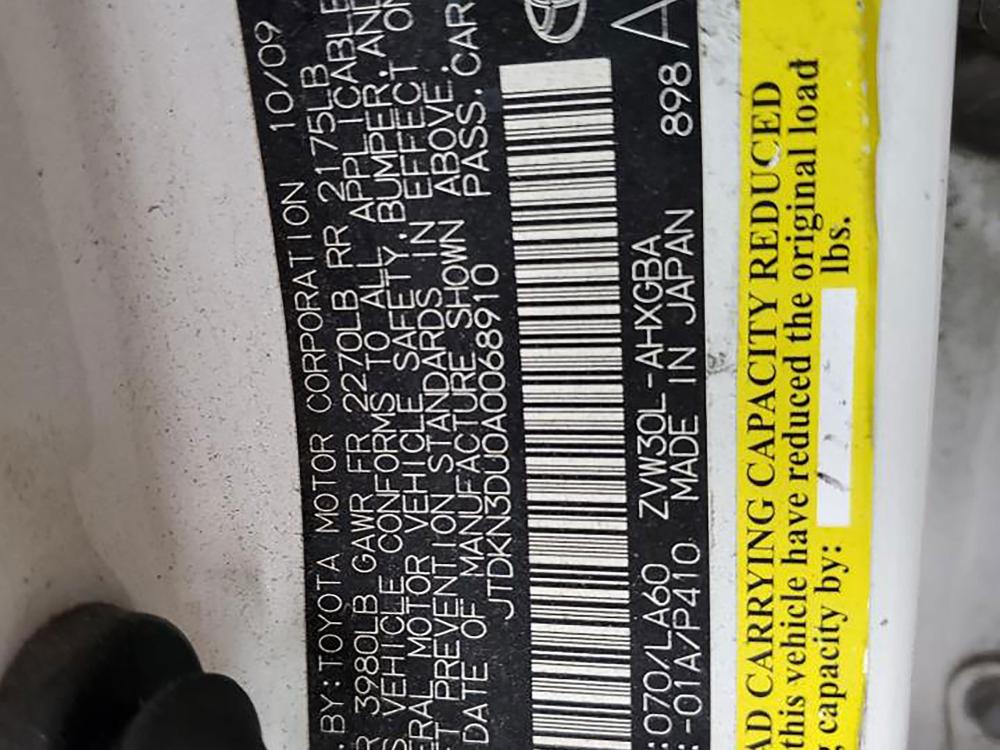 . BY: TOYOTA MOTOR CORPORATION 10/09
R 3980LB GAWR FR 2270LB RR 2175LB
S VEHICLE CONFORMS TO ALL APPLICABLE
ERAL MOTOR VEHICLE SAFETY, BUMPER, AND
T PREVENTION STANDARDS IN EFFECT ON
DATE OF MANUFACTURE SHOWN ABOVE.
JTDKN3DU0A0068910 PASS. CAR
:070/LA60 ZVW30L-AHXGBA 898
:-01A/P410 MADE IN JAPAN A
AD CARRYING CAPACITY REDUCED
this vehicle have reduced the original load
g capacity by: lbs.